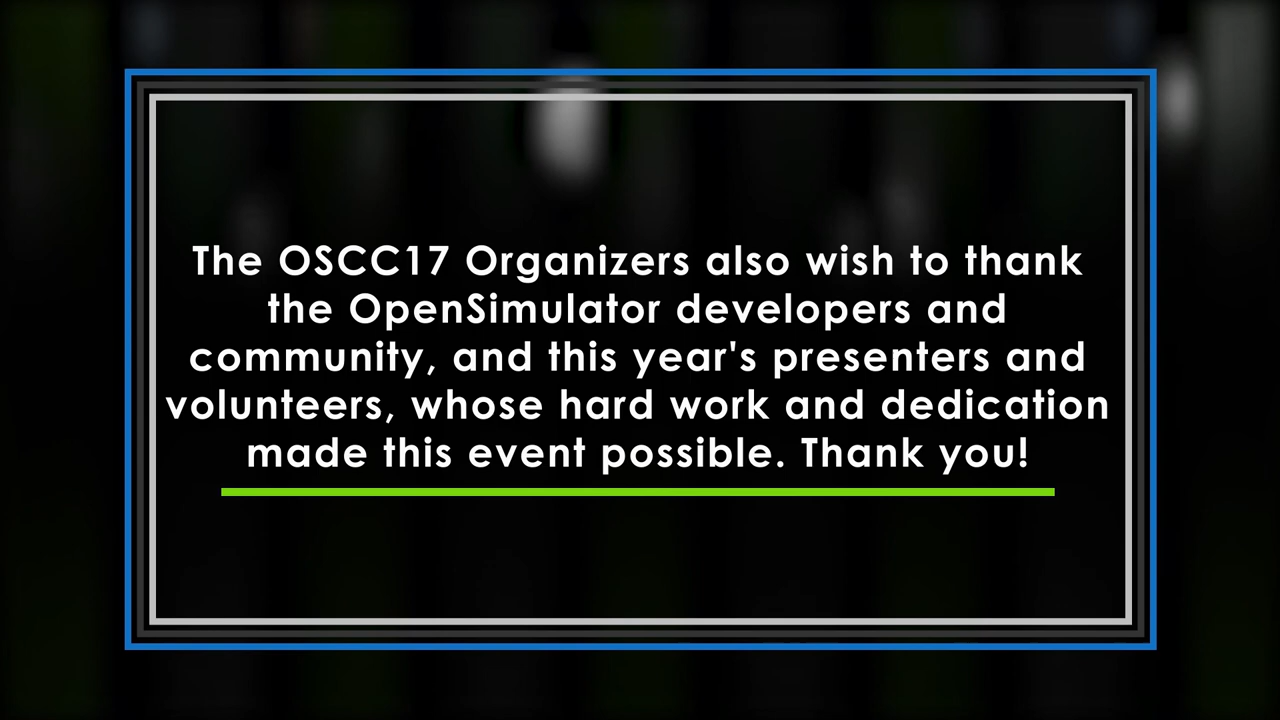 The OSCC17 Organizers also wish to thank
the OpenSimulator developers and
community, and this year's presenters and
volunteers, whose hard work and dedication
made this event possible. Thank you!